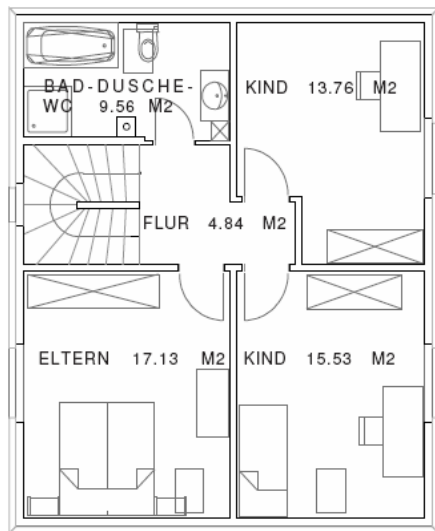 BAD-DUSCHE-
WC 9.56 M2
KIND 13.76 M2
FLUR 4.84 M2
ELTERN 17.13 M2
KIND 15.53 M2